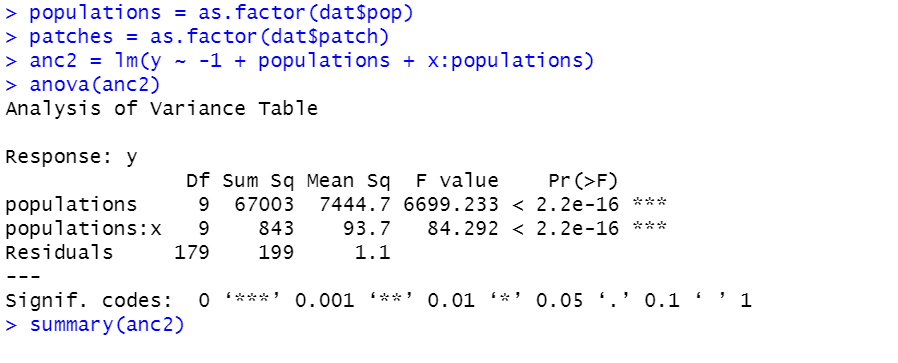 > populations = as.factor(dat$pop)
> patches = as.factor(dat$patch)
> anc2 = lm(y ~ -1 + populations + x:populations)
> anova(anc2)
Analysis of Variance Table
Response: y
Df Sum Sq Mean Sq F value Pr(>F)
populations 9 67003 7444.7 6699.233 < 2.2e-16 ***
populations:x 9 843 93.7 84.292 < 2.2e-16 ***
Residuals 179 199 1.1
---
Signif. codes: 0 ‘***’ 0.001 ‘**’ 0.01 ‘*’ 0.05 ‘.’ 0.1 ‘ ’ 1
> summary(anc2)